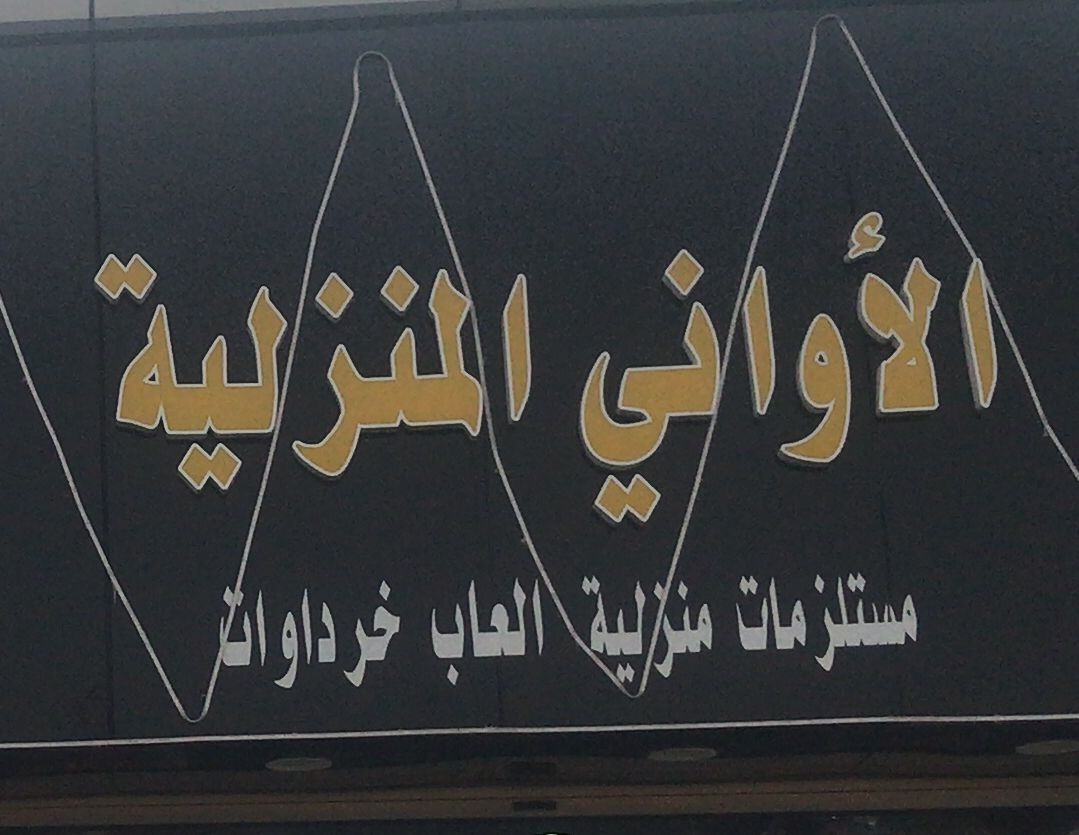 الأواني المنزلية
مستلزمات منزلية العاب خرداوات